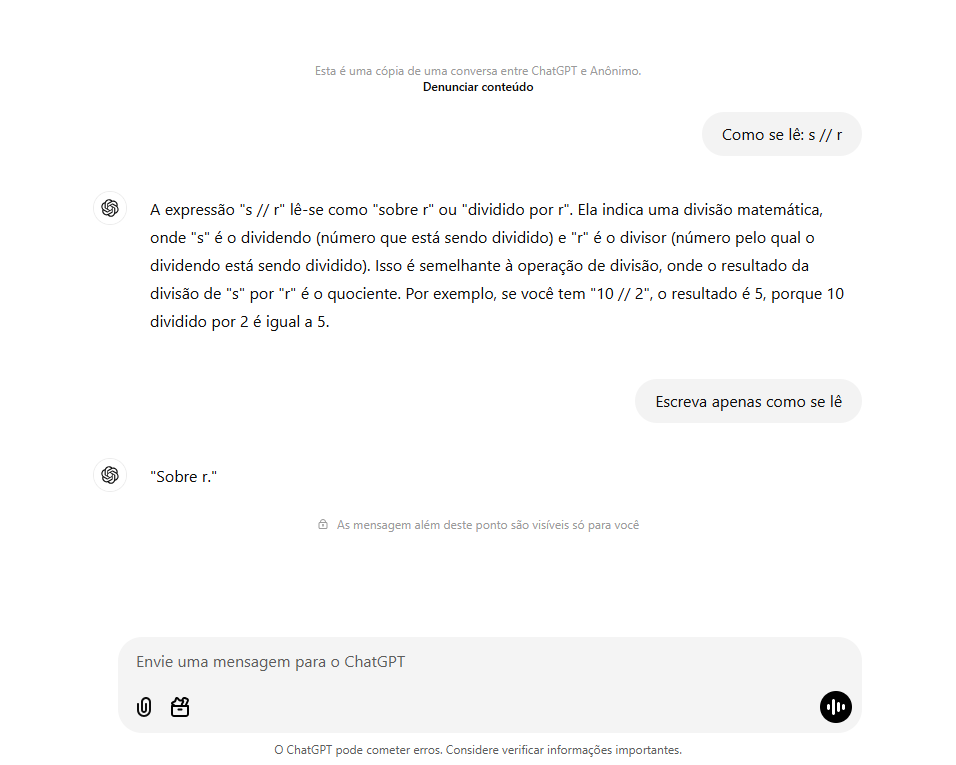 Esta é uma cópia de uma conversa entre ChatGPT e Anônimo.
Denunciar conteúdo
Como se lê: s // r
A expressão "s // r" lê-se como "sobre r" ou "dividido por r". Ela indica uma divisão matemática,
onde "s" é o dividendo (número que está sendo dividido) e "r" é o divisor (número pelo qual o
dividendo está sendo dividido). Isso é semelhante à operação de divisão, onde o resultado da
divisão de "s" por "r" é o quociente. Por exemplo, se você tem "10 // 2", o resultado é 5, porque 10
dividido por 2 é igual a 5.
Escreva apenas como se lê
"Sobre r."
As mensagem além deste ponto são visíveis só para você
Envie uma mensagem para o ChatGPT
O ChatGPT pode cometer erros. Considere verificar informações importantes.